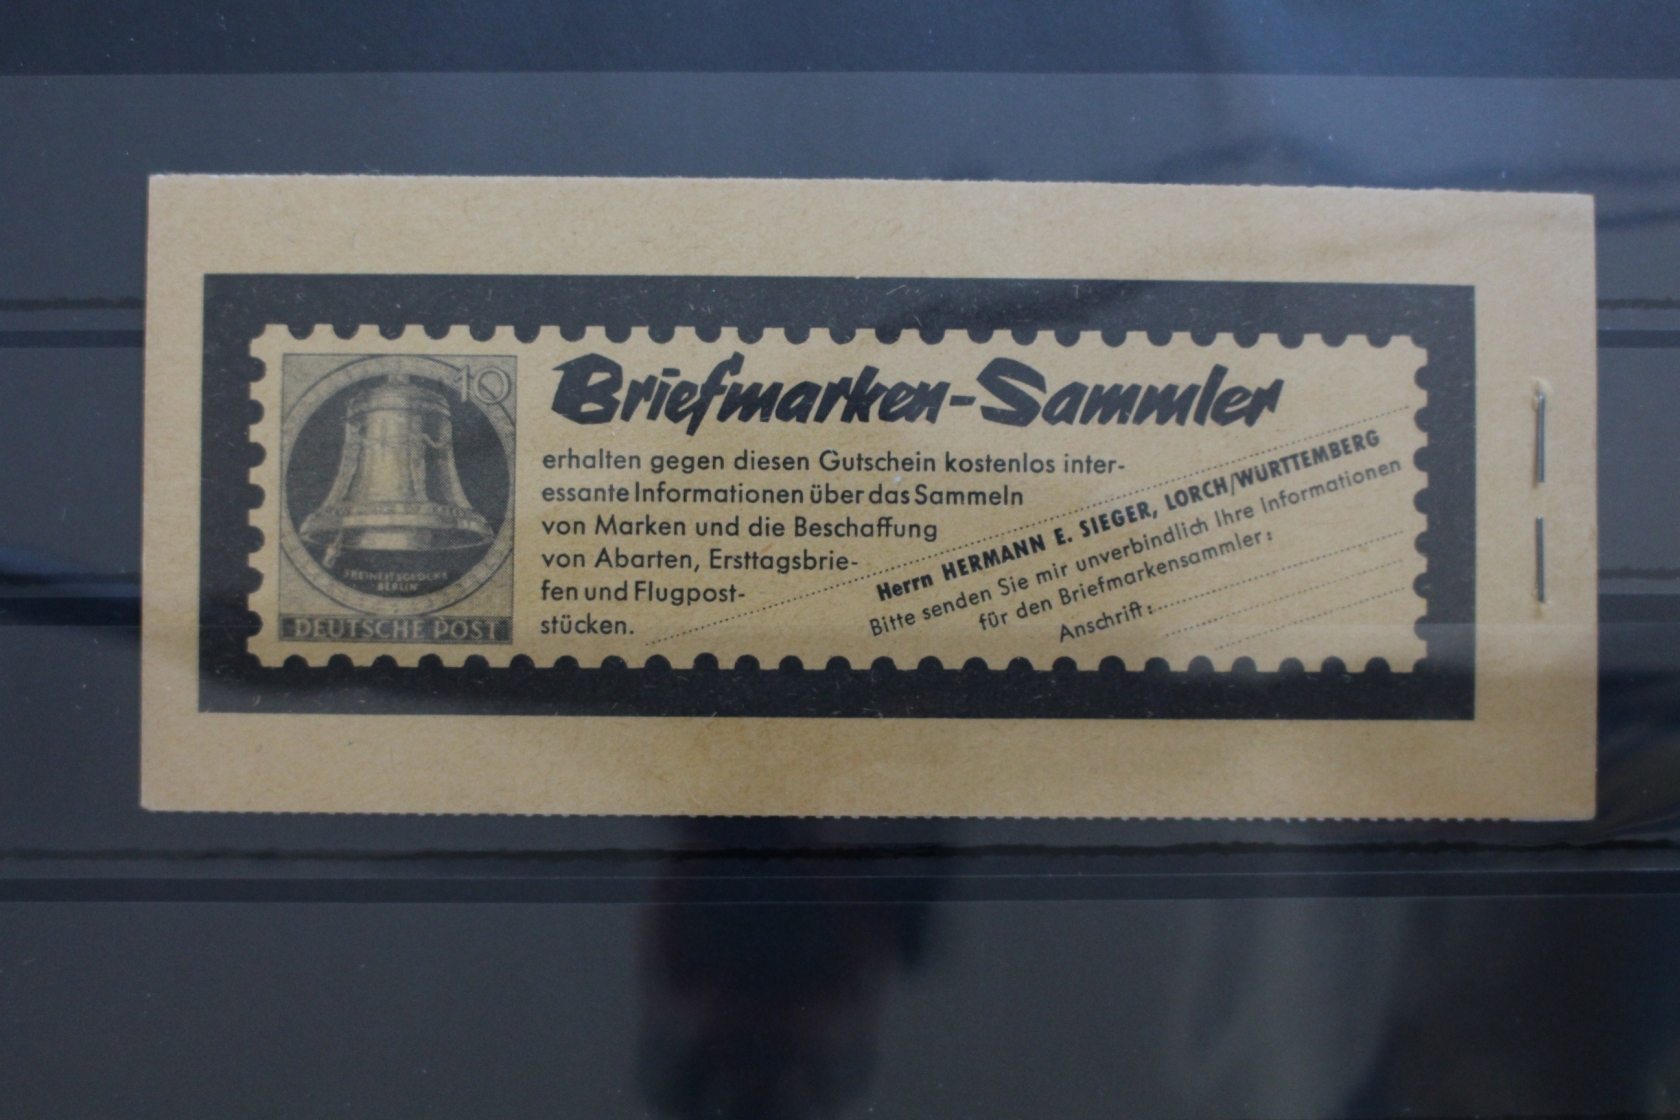 10
FREIHEITSGLOCKE
BERLIN
DEUTSCHE POST
Briefmarken-Sammler
erhalten gegen diesen Gutschein kostenlos inter-
essante Informationen über das Sammeln
von Marken und die Beschaffung
von Abarten, Ersttagsbrie-
fen und Flugpost-
stücken.
Herrn HERMANN E. SIEGER, LORCH/WÜRTTEMBERG
Bitte senden Sie mir unverbindlich Ihre Informationen
für den Briefmarkensammler:
Anschrift: